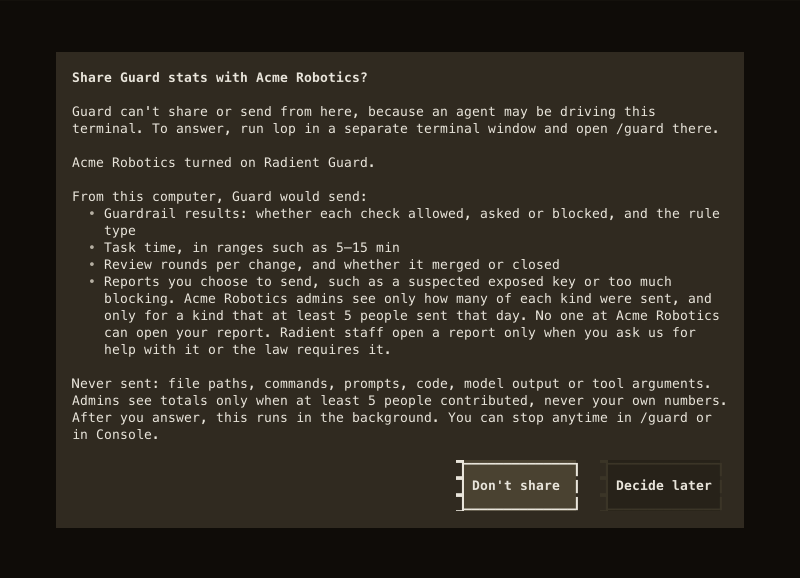 Share Guard stats with Acme Robotics?
Guard can't share or send from here, because an agent may be driving this
terminal. To answer, run lop in a separate terminal window and open /guard there.
Acme Robotics turned on Radient Guard.
From this computer, Guard would send:
• Guardrail results: whether each check allowed, asked or blocked, and the rule
type
• Task time, in ranges such as 5–15 min
• Review rounds per change, and whether it merged or closed
• Reports you choose to send, such as a suspected exposed key or too much
blocking. Acme Robotics admins see only how many of each kind were sent, and
only for a kind that at least 5 people sent that day. No one at Acme Robotics
can open your report. Radient staff open a report only when you ask us for
help with it or the law requires it.
Never sent: file paths, commands, prompts, code, model output or tool arguments.
Admins see totals only when at least 5 people contributed, never your own numbers.
After you answer, this runs in the background. You can stop anytime in /guard or
in Console.
Don't share
Decide later